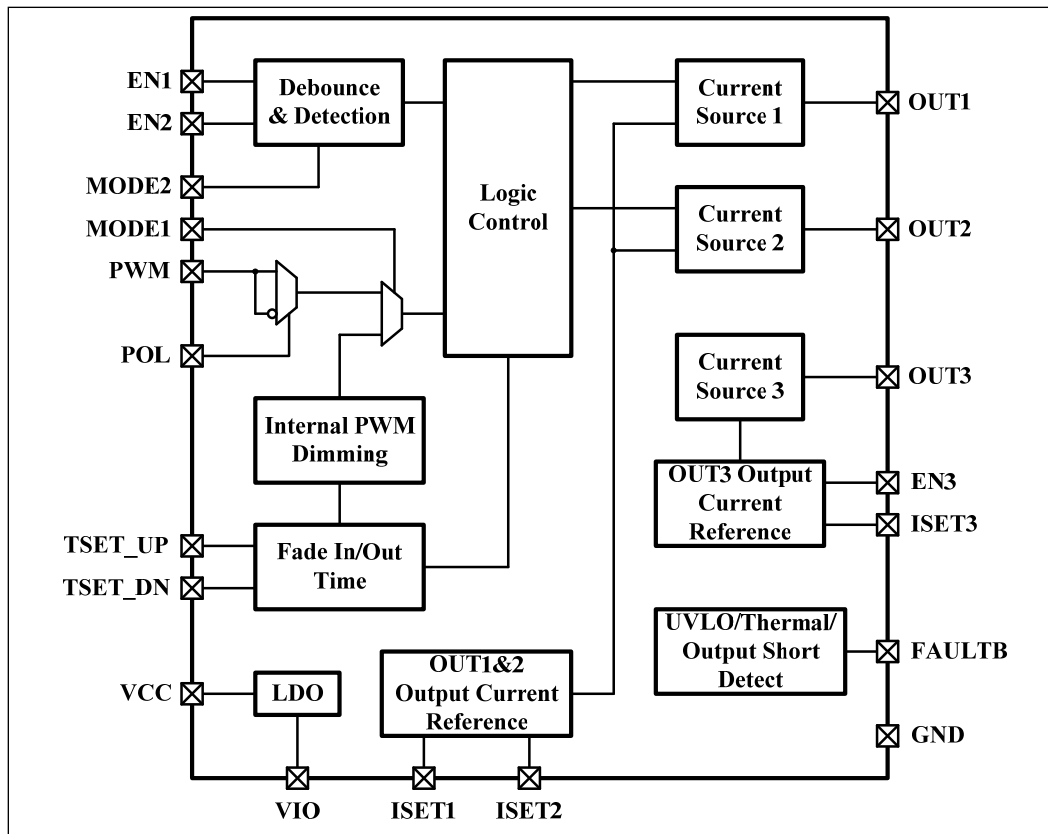 EN1
EN2
MODE2
MODE1
PWM
POL
TSET_UP
TSET_DN
VCC
Debounce
& Detection
Logic
Control
Internal PWM
Dimming
Fade In/Out
Time
LDO
OUT1&2
Output Current
Reference
Current
Source 1
Current
Source 2
Current
Source 3
OUT3 Output
Current
Reference
UVLO/Thermal/
Output Short
Detect
OUT1
OUT2
OUT3
EN3
ISET3
FAULTB
GND
VIO
ISET1
ISET2